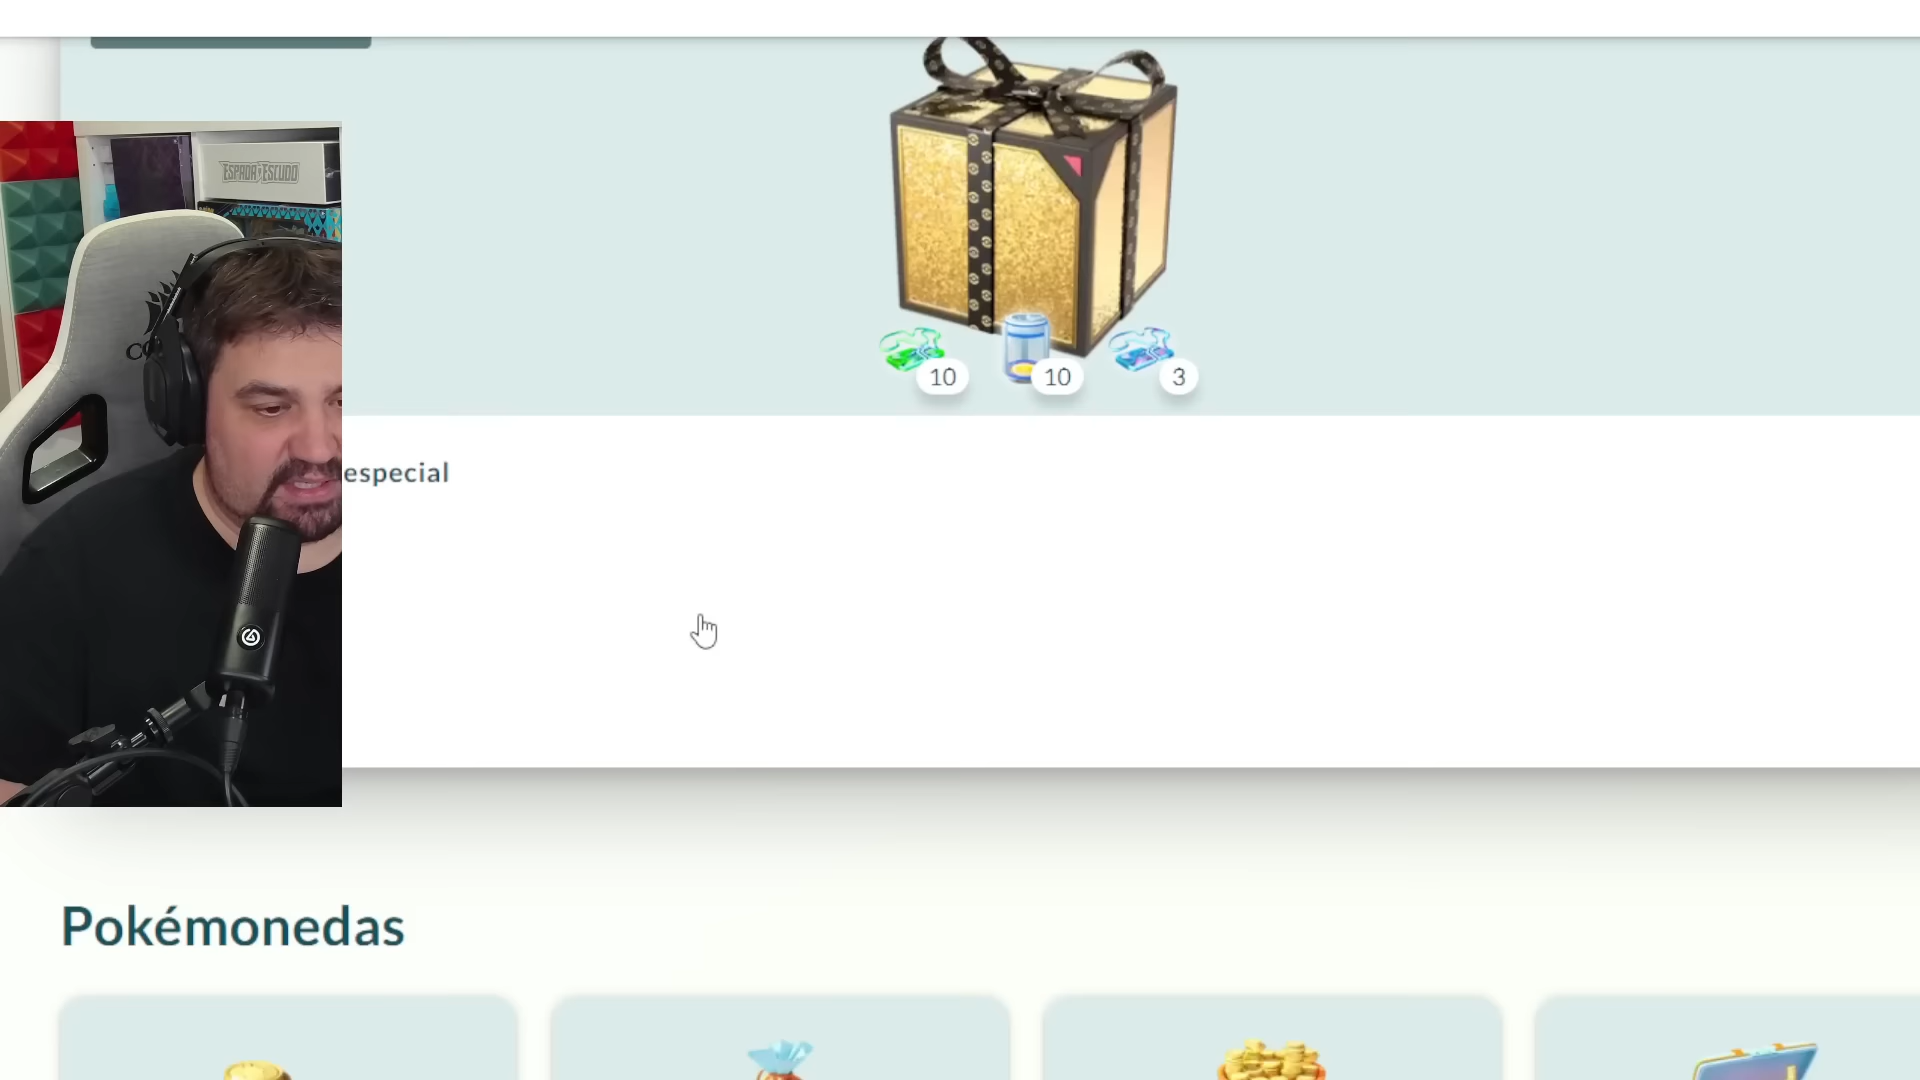 ESPADA Y ESCUDO
10
10
3
especial
Pokémonedas